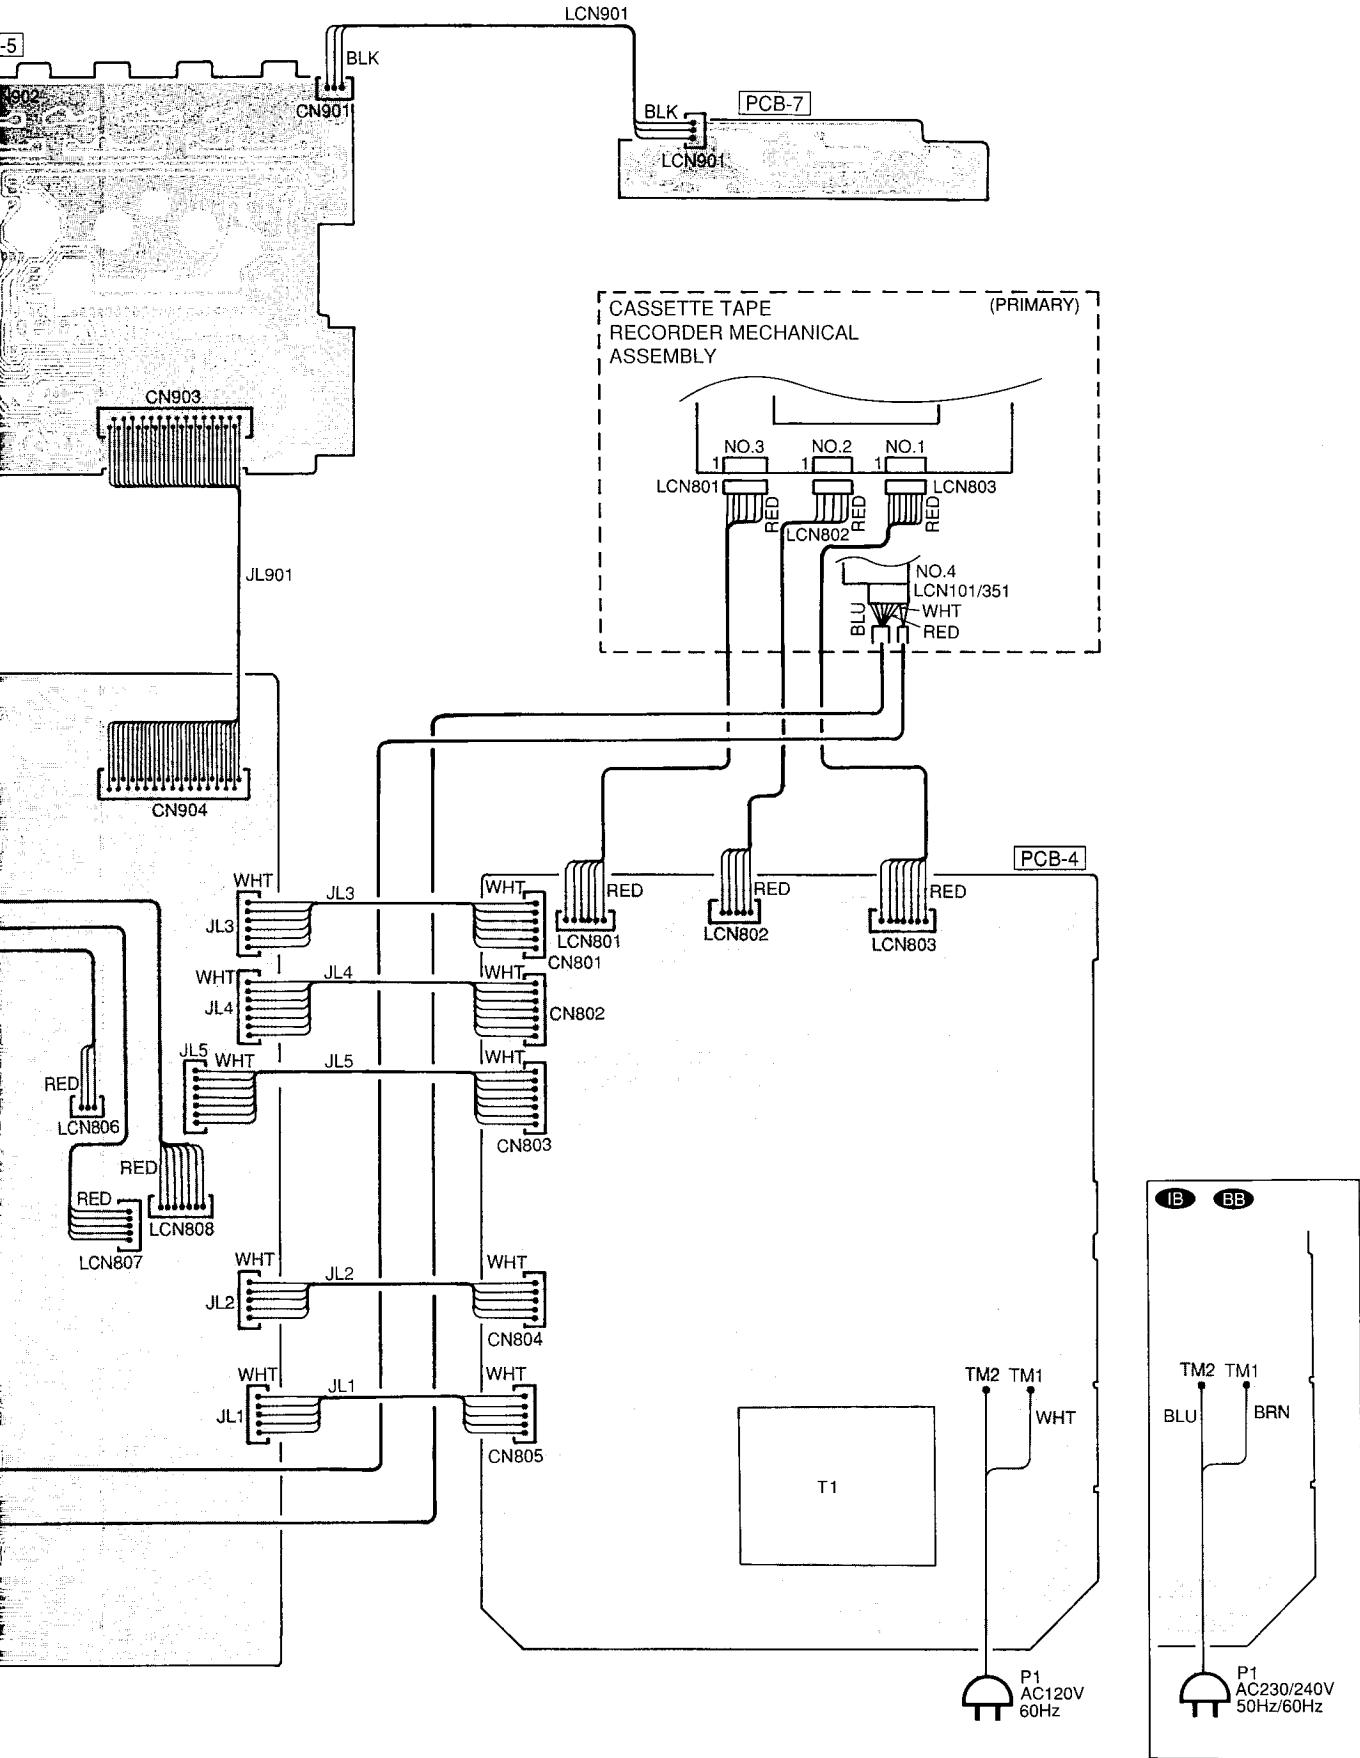 LCN901
-5
BLK
CN901
BLK
PCB-7
LCN901
CASSETTE TAPE
RECORDER MECHANICAL
ASSEMBLY
(PRIMARY)
CN903
NO.3
NO.2
NO.1
1
1
1
LCN801
RED
LCN802
RED
RED
LCN803
JL901
NO.4
LCN101/351
BLU
WHT
RED
CN904
PCB-4
WHT
JL3
WHT
RED
RED
RED
JL3
LCN801
LCN802
LCN803
CN801
WHT
JL4
WHT
JL4
CN802
JL5
WHT
JL5
WHT
RED
LCN806
CN803
RED
RED
LCN808
LCN807
IB
BB
WHT
JL2
WHT
JL2
CN804
WHT
JL1
WHT
JL1
CN805
TM2 TM1
WHT
TM2 TM1
BLU
BRN
T1
P1
AC120V
60Hz
P1
AC230/240V
50Hz/60Hz